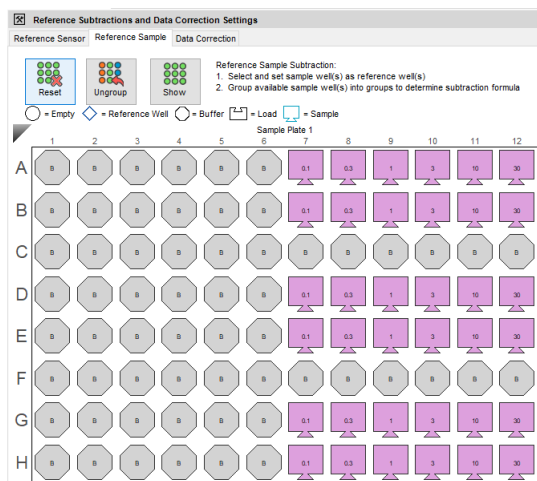 Reference Subtractions and Data Correction Settings
Reference Sensor Reference Sample Data Correction
Reset Ungroup Show
Reference Sample Subtraction:
1. Select and set sample well(s) as reference well(s)
2. Group available sample well(s) into groups to determine subtraction formula
= Empty = Reference Well = Buffer = Load = Sample
Sample Plate 1
1 2 3 4 5 6 7 8 9 10 11 12
A B B B B B B 0.1 0.3 1 3 10 30
B B B B B B B 0.1 0.3 1 3 10 30
C B B B B B B B B B B B B
D B B B B B B 0.1 0.3 1 3 10 30
E B B B B B B 0.1 0.3 1 3 10 30
F B B B B B B B B B B B B
G B B B B B B 0.1 0.3 1 3 10 30
H B B B B B B 0.1 0.3 1 3 10 30